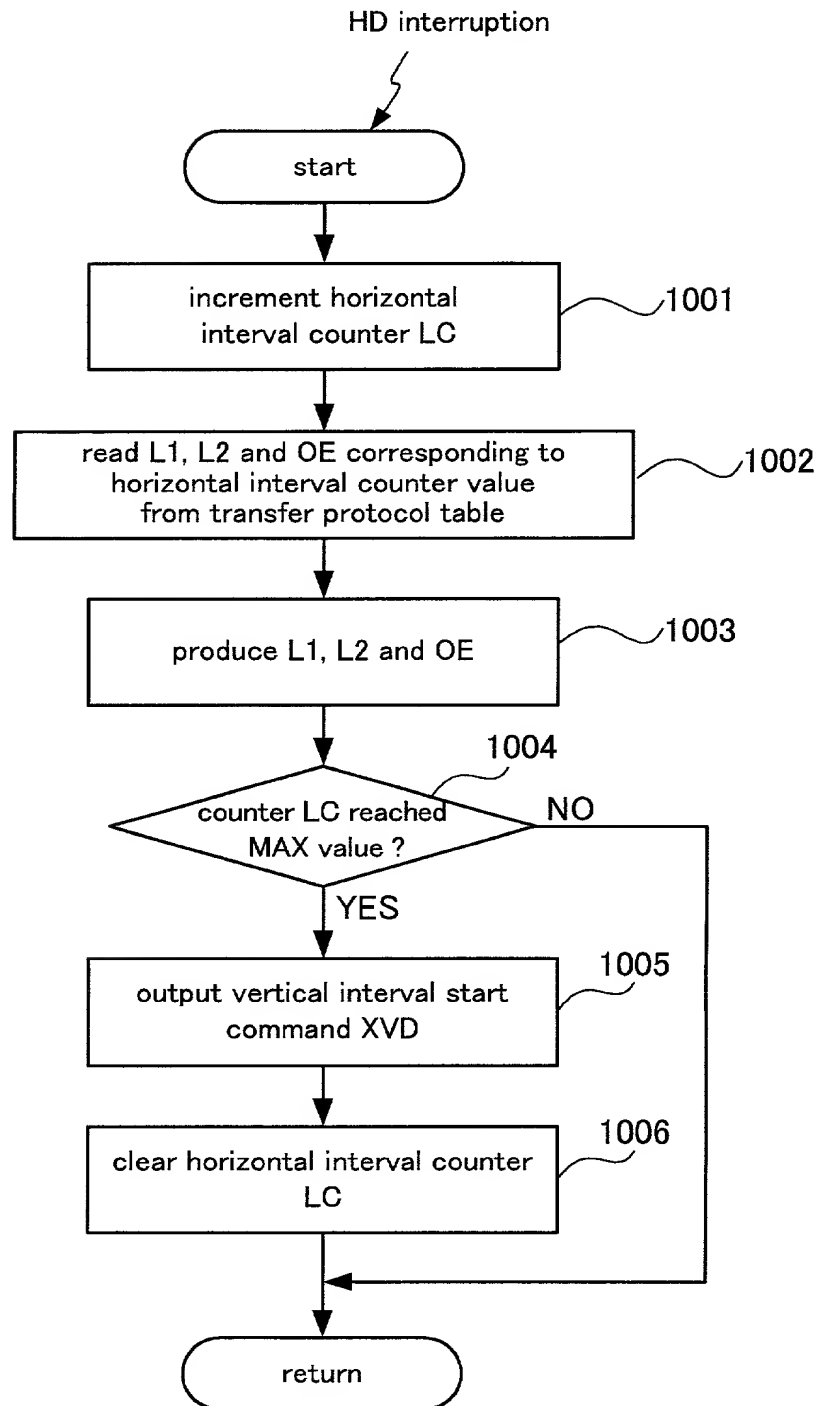 HD interruption
start
increment horizontal
interval counter LC
1001
read L1, L2 and OE corresponding to
horizontal interval counter value
from transfer protocol table
1002
produce L1, L2 and OE
1003
1004
counter LC reached
MAX value ?
NO
YES
output vertical interval start
command XVD
1005
clear horizontal interval counter
LC
1006
return